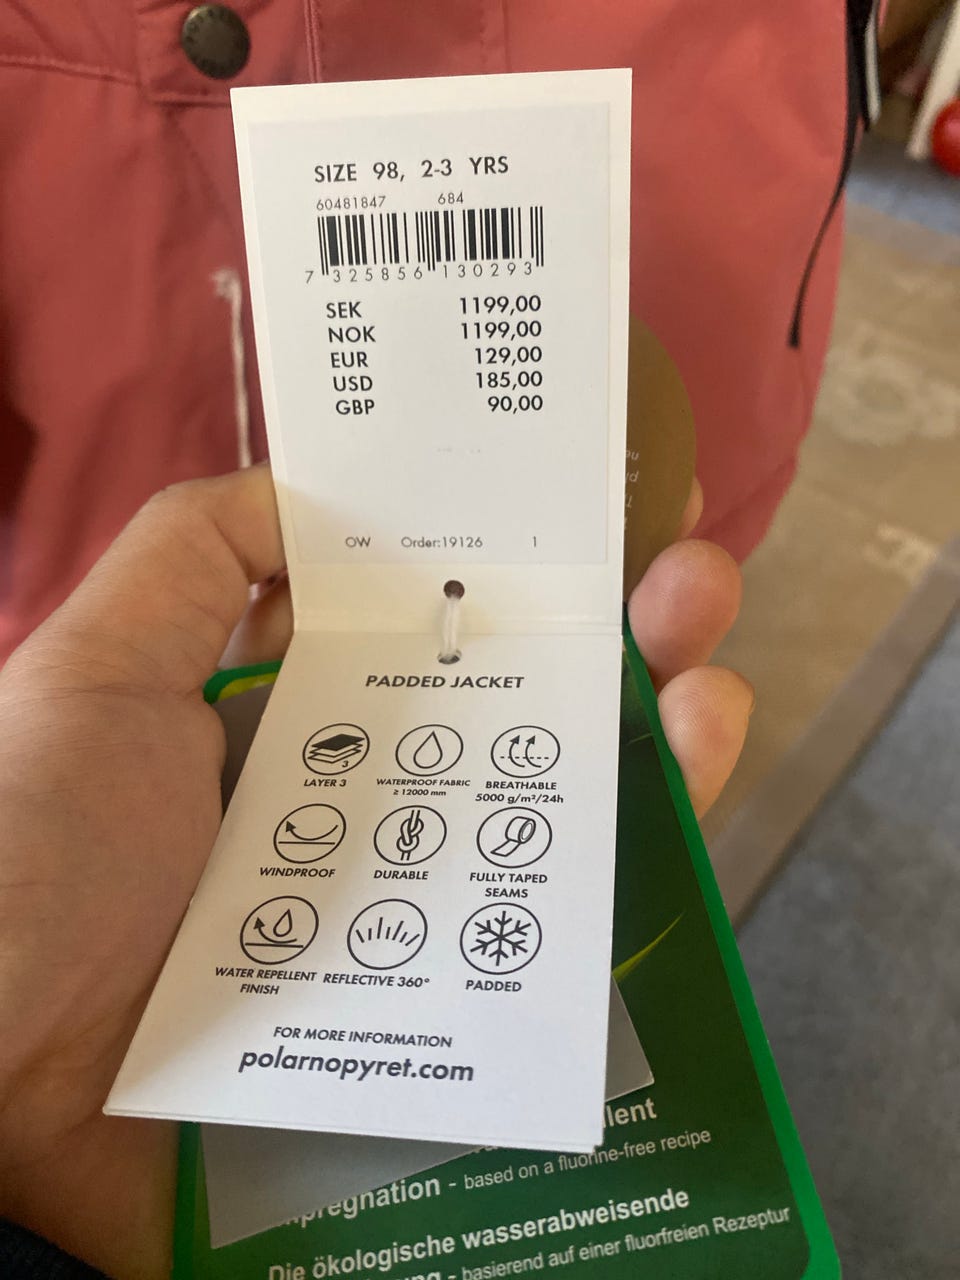 SIZE 98, 2-3 YRS
60481847 684
7 325856 130293
SEK 1199,00
NOK 1199,00
EUR 129,00
USD 185,00
GBP 90,00
OW Order:19126 1
PADDED JACKET
3
LAYER 3
WATERPROOF FABRIC
≥ 12000 mm
BREATHABLE
5000 g/m²/24h
WINDPROOF
DURABLE
FULLY TAPED
SEAMS
WATER REPELLENT
FINISH
REFLECTIVE 360°
PADDED
FOR MORE INFORMATION
polarnopyret.com
- based on a fluorine-free recipe
Die ökologische wasserabweisende
- basierend auf einer fluorfreien Rezeptur